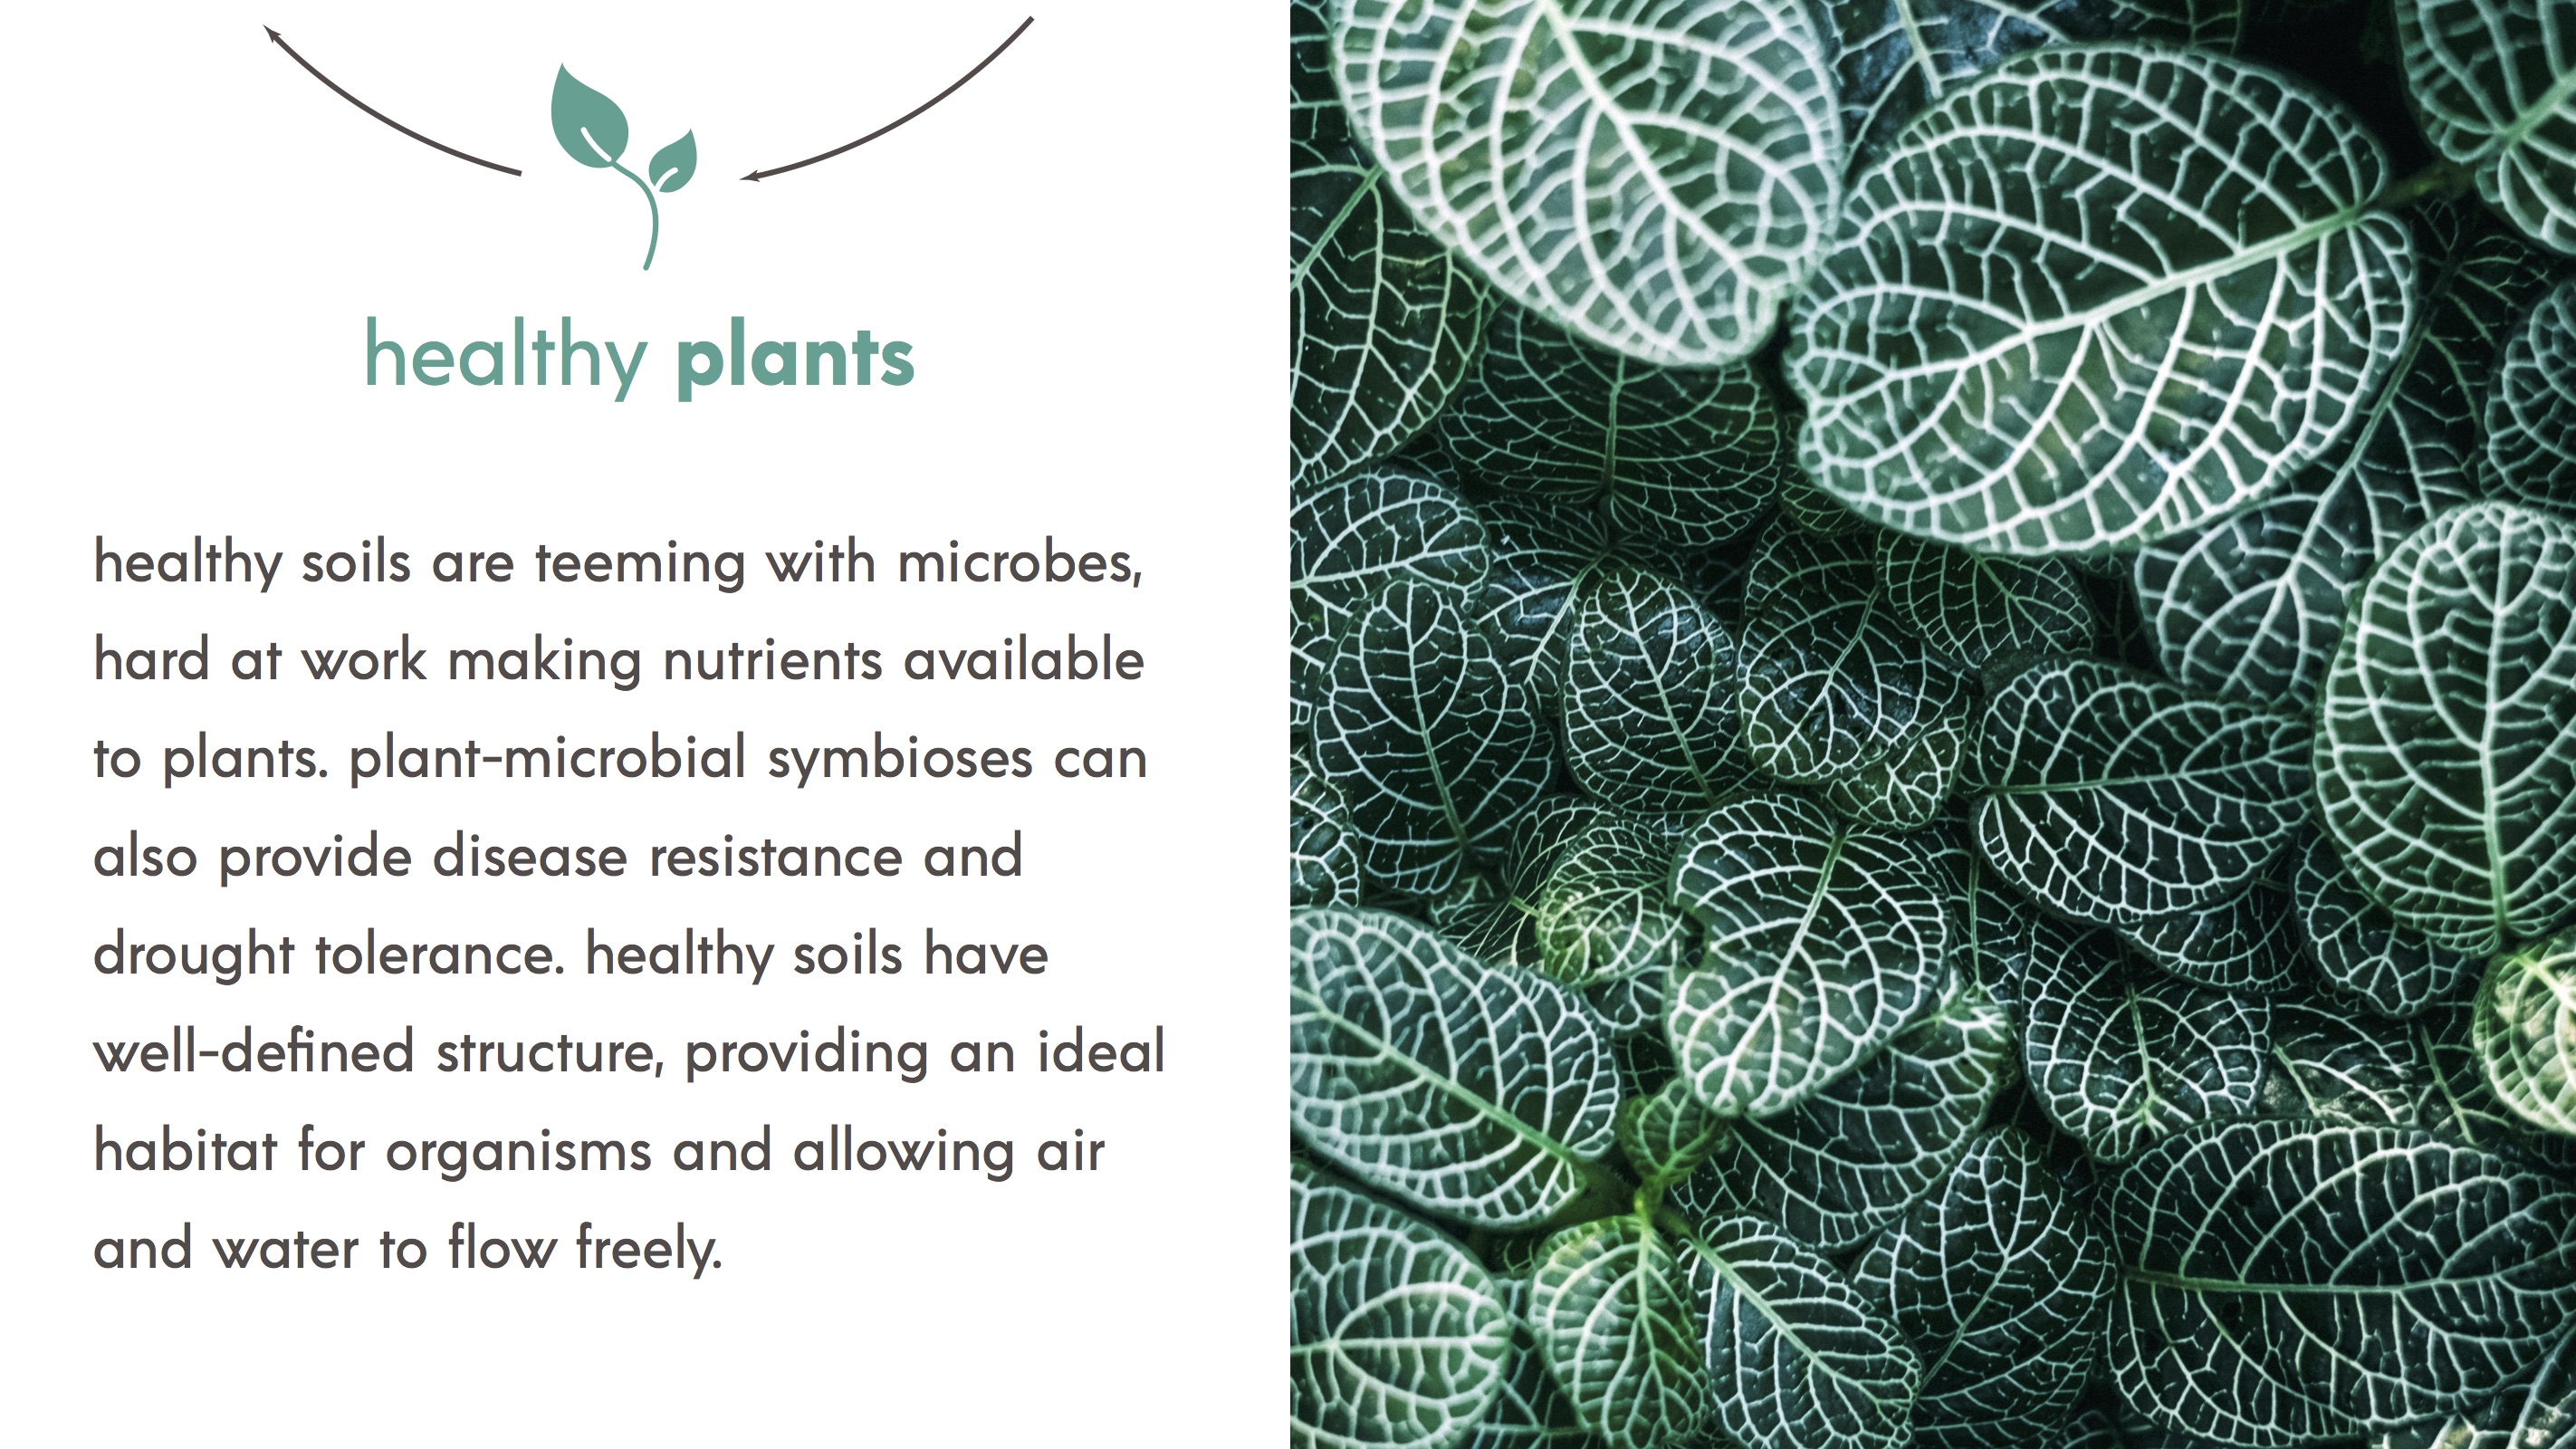 healthy plants
healthy soils are teeming with microbes,
hard at work making nutrients available
to plants. plant-microbial symbioses can
also provide disease resistance and
drought tolerance. healthy soils have
well-defined structure, providing an ideal
habitat for organisms and allowing air
and water to flow freely.